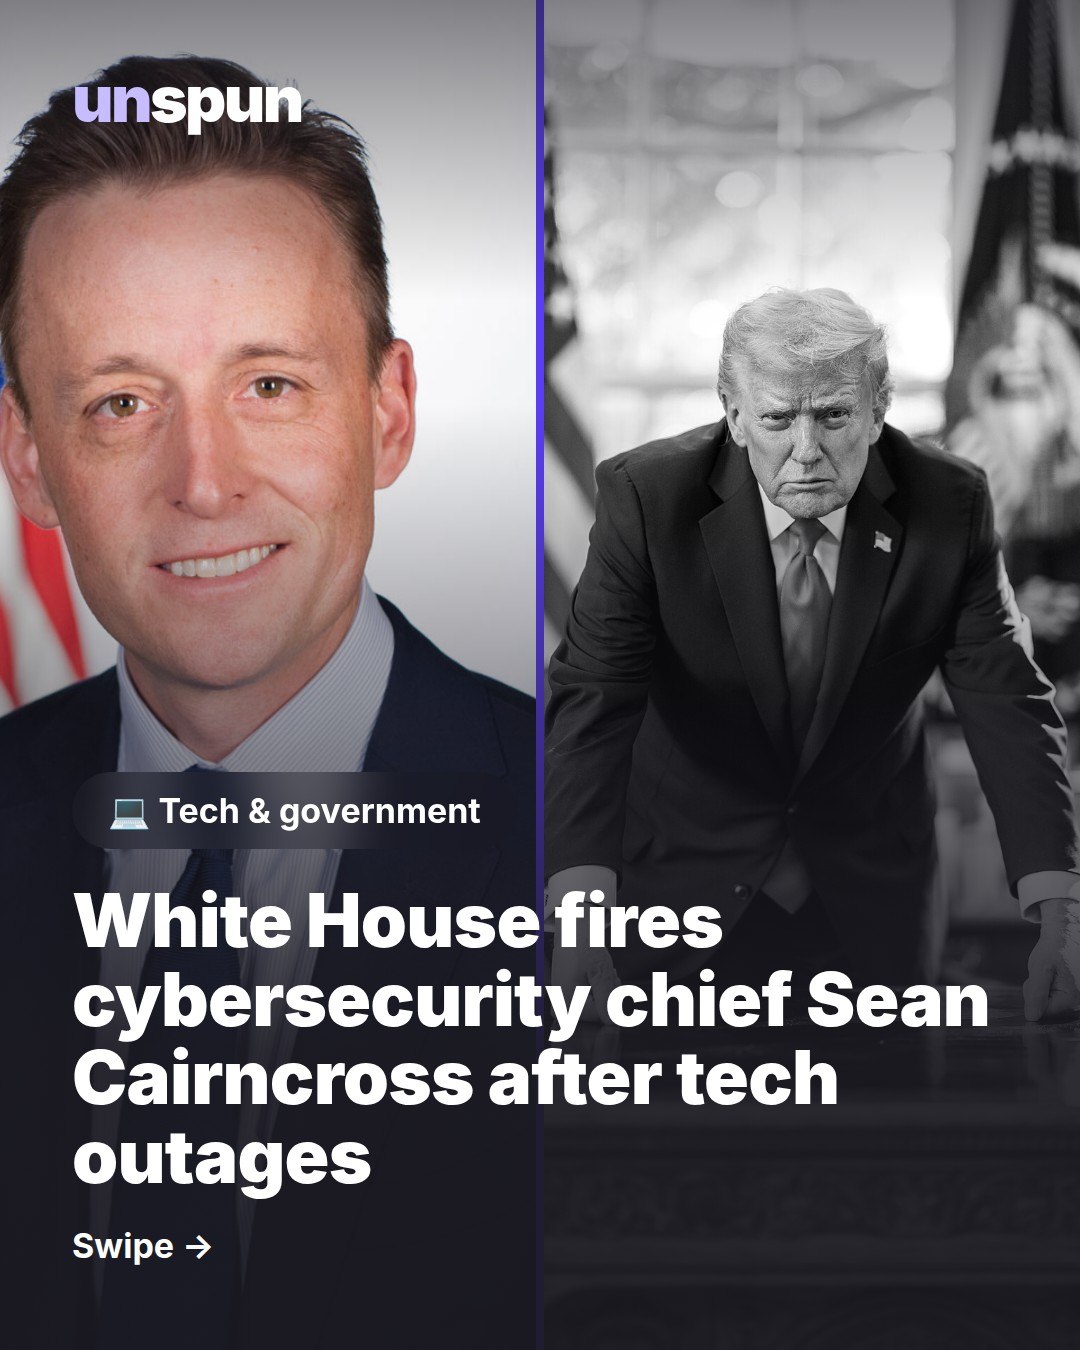 unspun
💻 Tech & government
White House fires
cybersecurity chief Sean
Cairncross after tech
outages
Swipe →